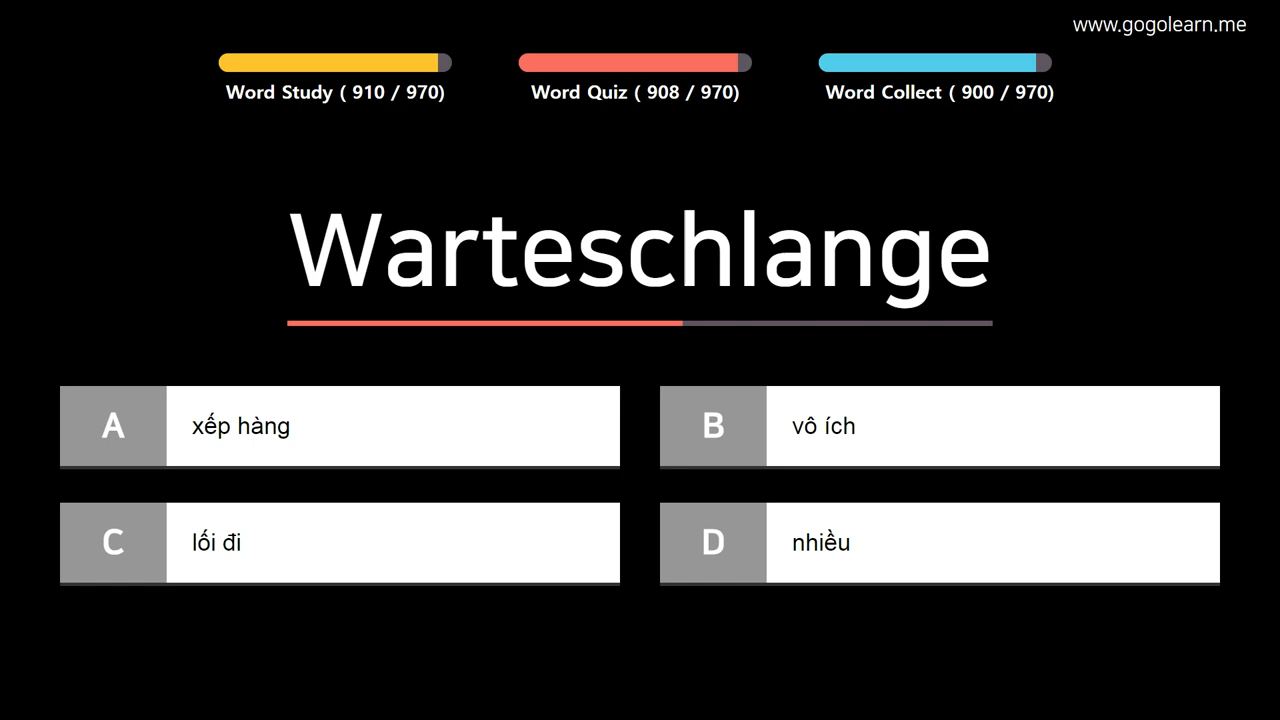 www.gogolearn.me
Word Study ( 910 / 970)
Word Quiz ( 908 / 970)
Word Collect ( 900 / 970)
Warteschlange
A xếp hàng
B vô ích
C lối đi
D nhiều